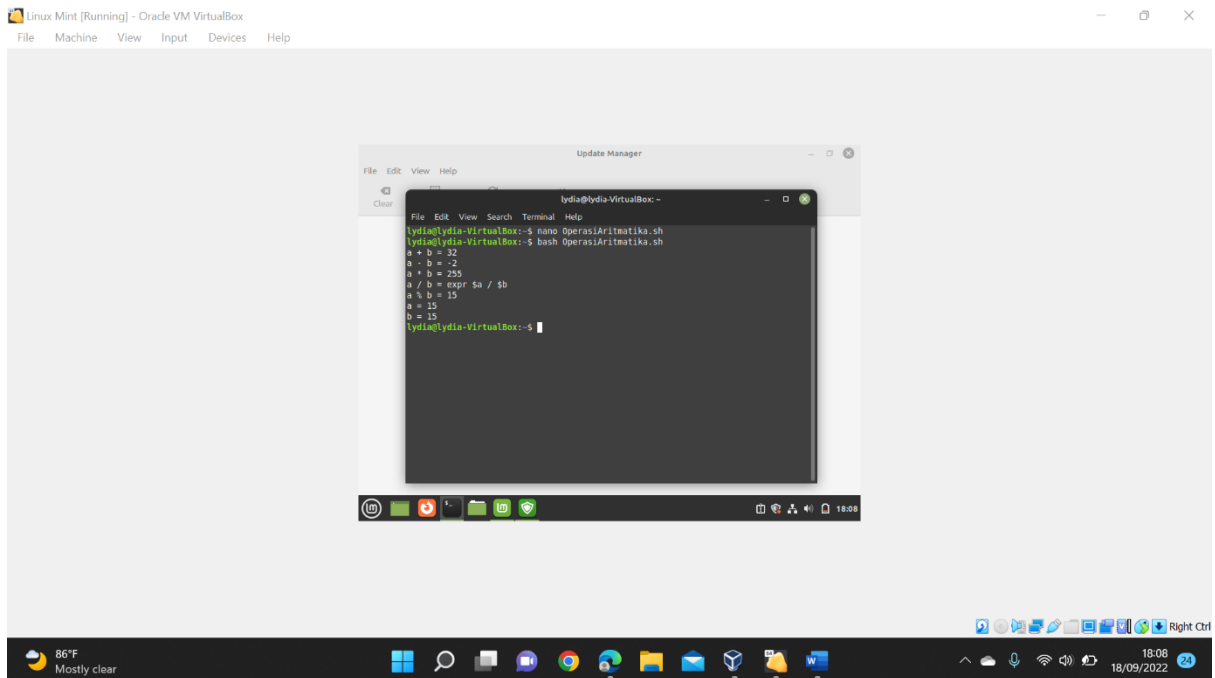 Linux Mint [Running] - Oracle VM VirtualBox
File Machine View Input Devices Help
Update Manager
File Edit View Help
Clear
lydia@lydia-VirtualBox: ~
File Edit View Search Terminal Help
lydia@lydia-VirtualBox:~$ nano OperasiAritmatika.sh
lydia@lydia-VirtualBox:~$ bash OperasiAritmatika.sh
a + b = 32
a - b = -2
a * b = 255
a / b = expr $a / $b
a % b = 15
a = 15
b = 15
lydia@lydia-VirtualBox:~$
18:08
Right Ctrl
86°F
Mostly clear
18:08
18/09/2022
24